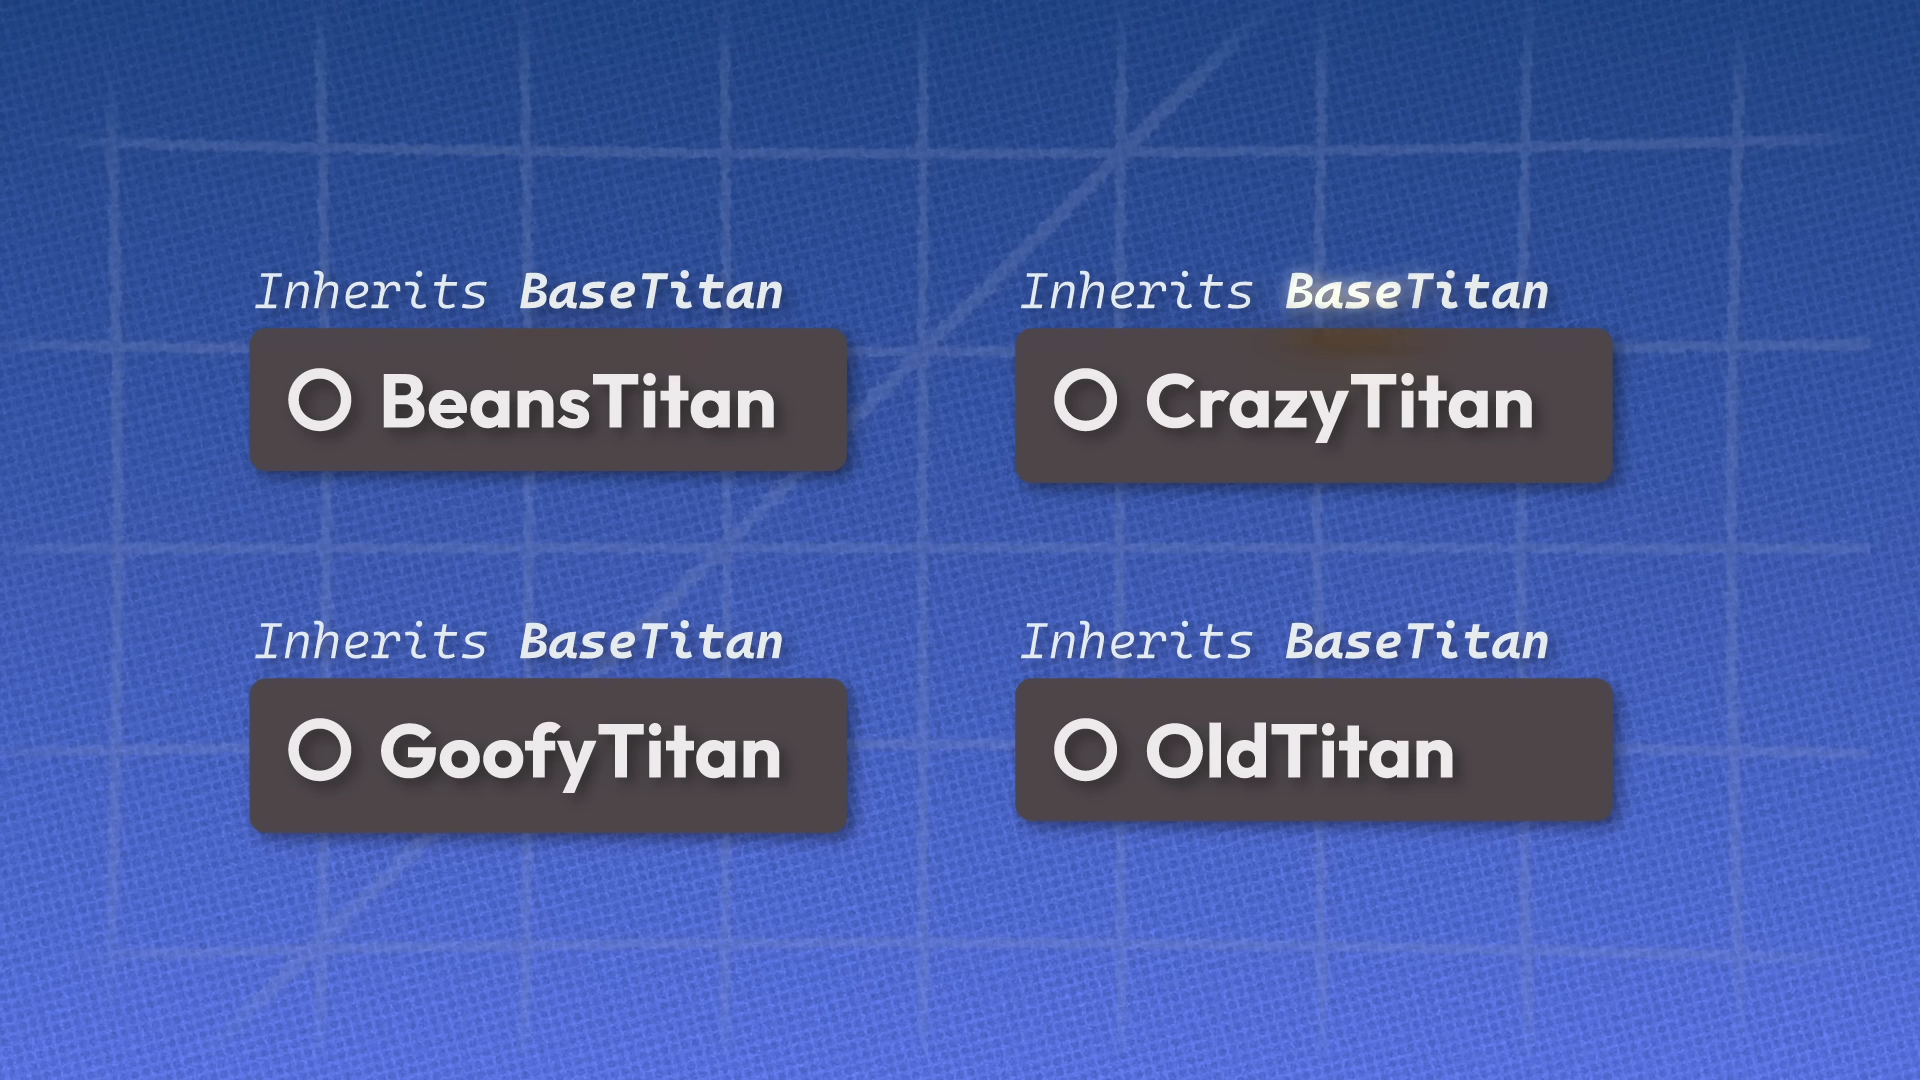 Inherits BaseTitan
BeansTitan
Inherits BaseTitan
CrazyTitan
Inherits BaseTitan
GoofyTitan
Inherits BaseTitan
OldTitan